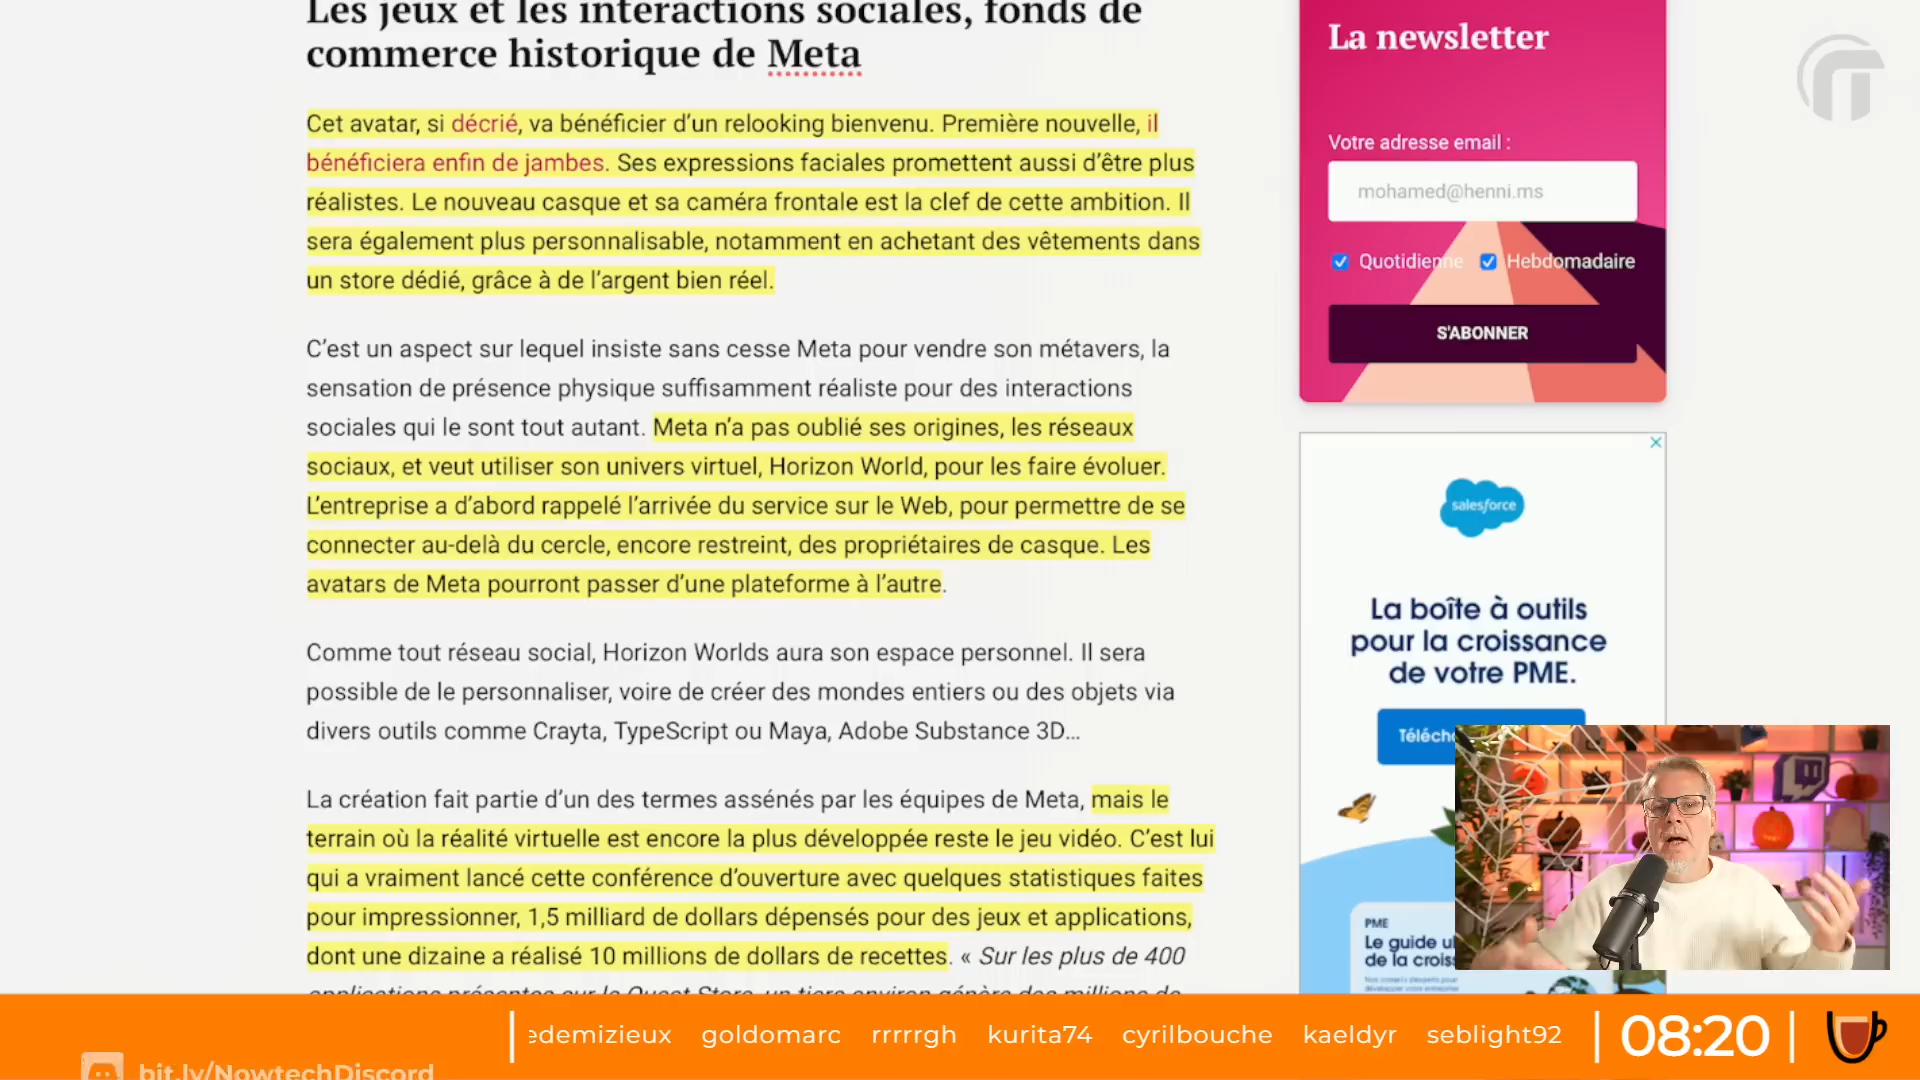 Les jeux et les interactions sociales, fonds de
commerce historique de Meta
Cet avatar, si décrié, va bénéficier d’un relooking bienvenu. Première nouvelle, il
bénéficiera enfin de jambes. Ses expressions faciales promettent aussi d’être plus
réalistes. Le nouveau casque et sa caméra frontale est la clef de cette ambition. Il
sera également plus personnalisable, notamment en achetant des vêtements dans
un store dédié, grâce à de l’argent bien réel.
C’est un aspect sur lequel insiste sans cesse Meta pour vendre son métavers, la
sensation de présence physique suffisamment réaliste pour des interactions
sociales qui le sont tout autant. Meta n’a pas oublié ses origines, les réseaux
sociaux, et veut utiliser son univers virtuel, Horizon World, pour les faire évoluer.
L’entreprise a d’abord rappelé l’arrivée du service sur le Web, pour permettre de se
connecter au-delà du cercle, encore restreint, des propriétaires de casque. Les
avatars de Meta pourront passer d’une plateforme à l’autre.
Comme tout réseau social, Horizon Worlds aura son espace personnel. Il sera
possible de le personnaliser, voire de créer des mondes entiers ou des objets via
divers outils comme Crayta, TypeScript ou Maya, Adobe Substance 3D…
La création fait partie d’un des termes assénés par les équipes de Meta, mais le
terrain où la réalité virtuelle est encore la plus développée reste le jeu vidéo. C’est lui
qui a vraiment lancé cette conférence d’ouverture avec quelques statistiques faites
pour impressionner, 1,5 milliard de dollars dépensés pour des jeux et applications,
dont une dizaine a réalisé 10 millions de dollars de recettes. « Sur les plus de 400
applications présentes sur le Quest Store, un tiers environ génère des millions de
La newsletter
Votre adresse email :
mohamed@henni.ms
Quotidienne Hebdomadaire
S'ABONNER
salesforce
La boîte à outils
pour la croissance
de votre PME.
Télécha
PME
Le guide ul
de la crois
edemizieux goldomarc rrrrrgh kurita74 cyrilbouche kaeldyr seblight92
08:20
bit.ly/NowtechDiscord